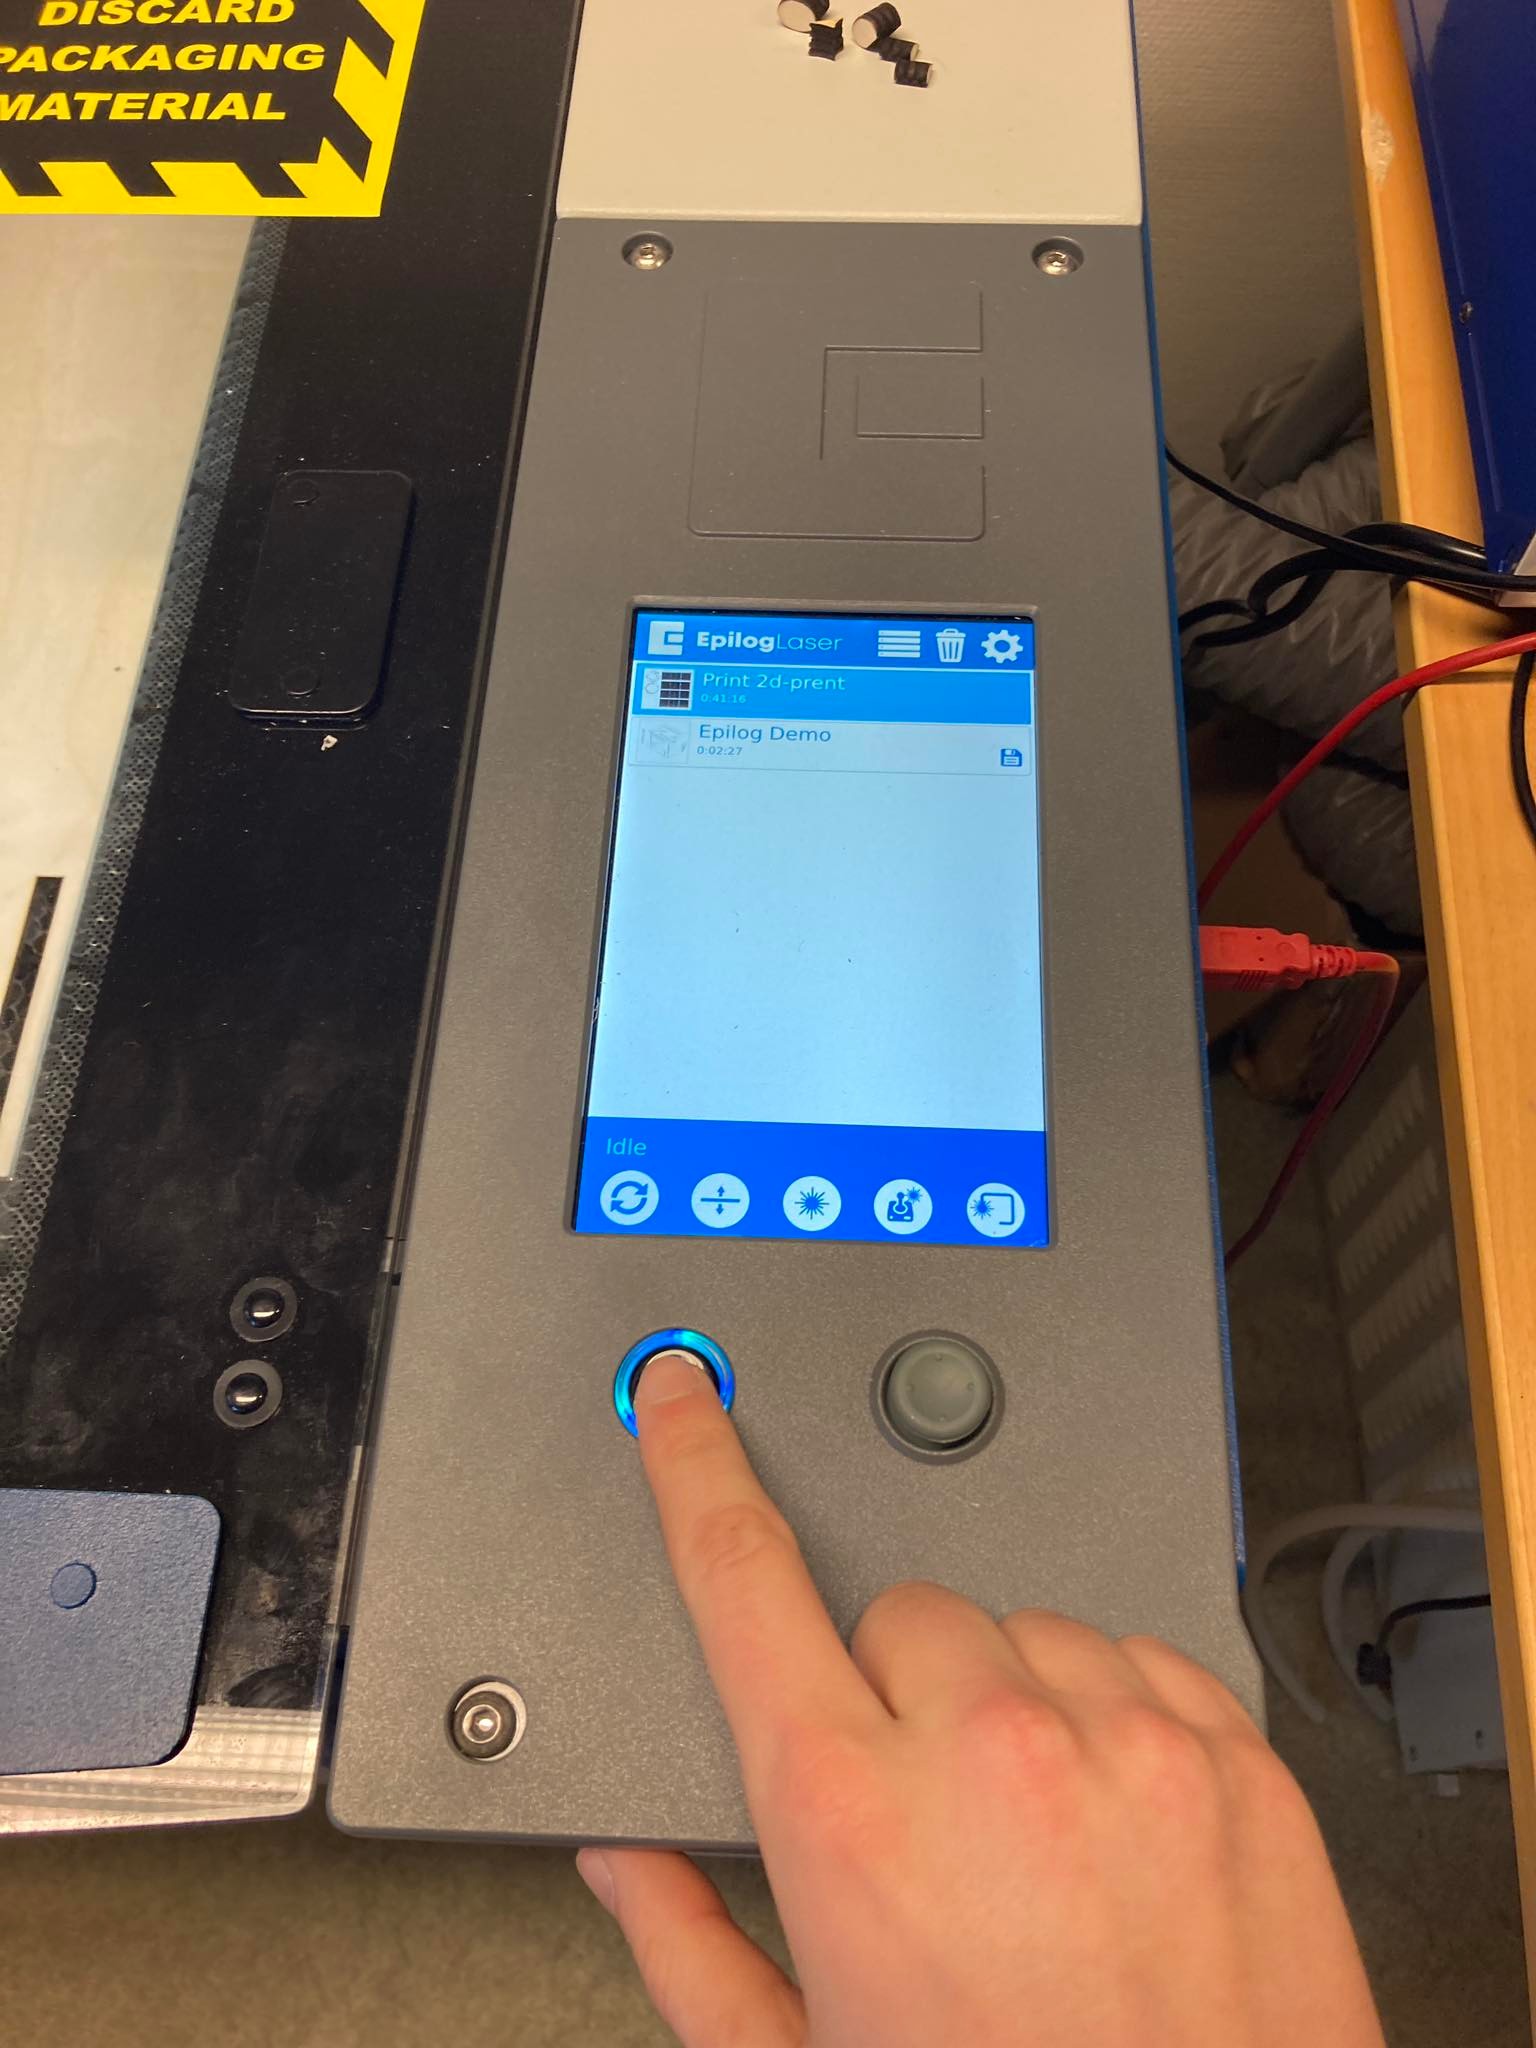 DISCARD
PACKAGING
MATERIAL
EpilogLaser
Print 2d-prent
0:41:16
Epilog Demo
0:02:27
Idle